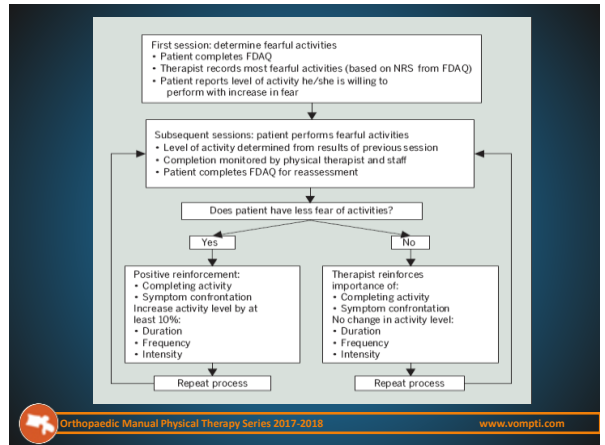 First session: determine fearful activities
• Patient completes FDAQ
• Therapist records most fearful activities (based on NRS from FDAQ)
• Patient reports level of activity he/she is willing to
perform with increase in fear
Subsequent sessions: patient performs fearful activities
• Level of activity determined from results of previous session
• Completion monitored by physical therapist and staff
• Patient completes FDAQ for reassessment
Does patient have less fear of activities?
Yes
No
Positive reinforcement:
• Completing activity
• Symptom confrontation
Increase activity level by at
least 10%:
• Duration
• Frequency
• Intensity
Therapist reinforces
importance of:
• Completing activity
• Symptom confrontation
No change in activity level:
• Duration
• Frequency
• Intensity
Repeat process
Repeat process
Orthopaedic Manual Physical Therapy Series 2017-2018
www.vompti.com